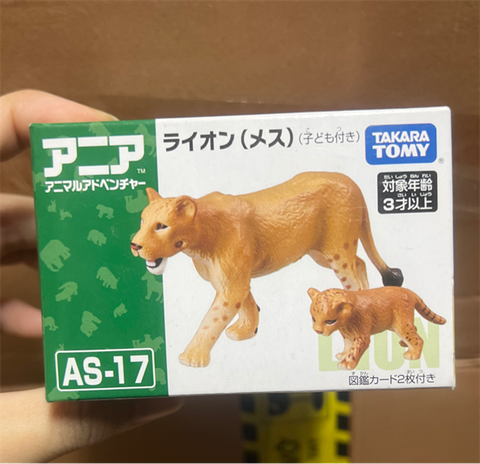 アニア™
アニマルアドベンチャー
ライオン（メス）（子ども付き）
TAKARA
TOMY
対象年齢
3才以上
LION
図鑑カード2枚付き
AS-17